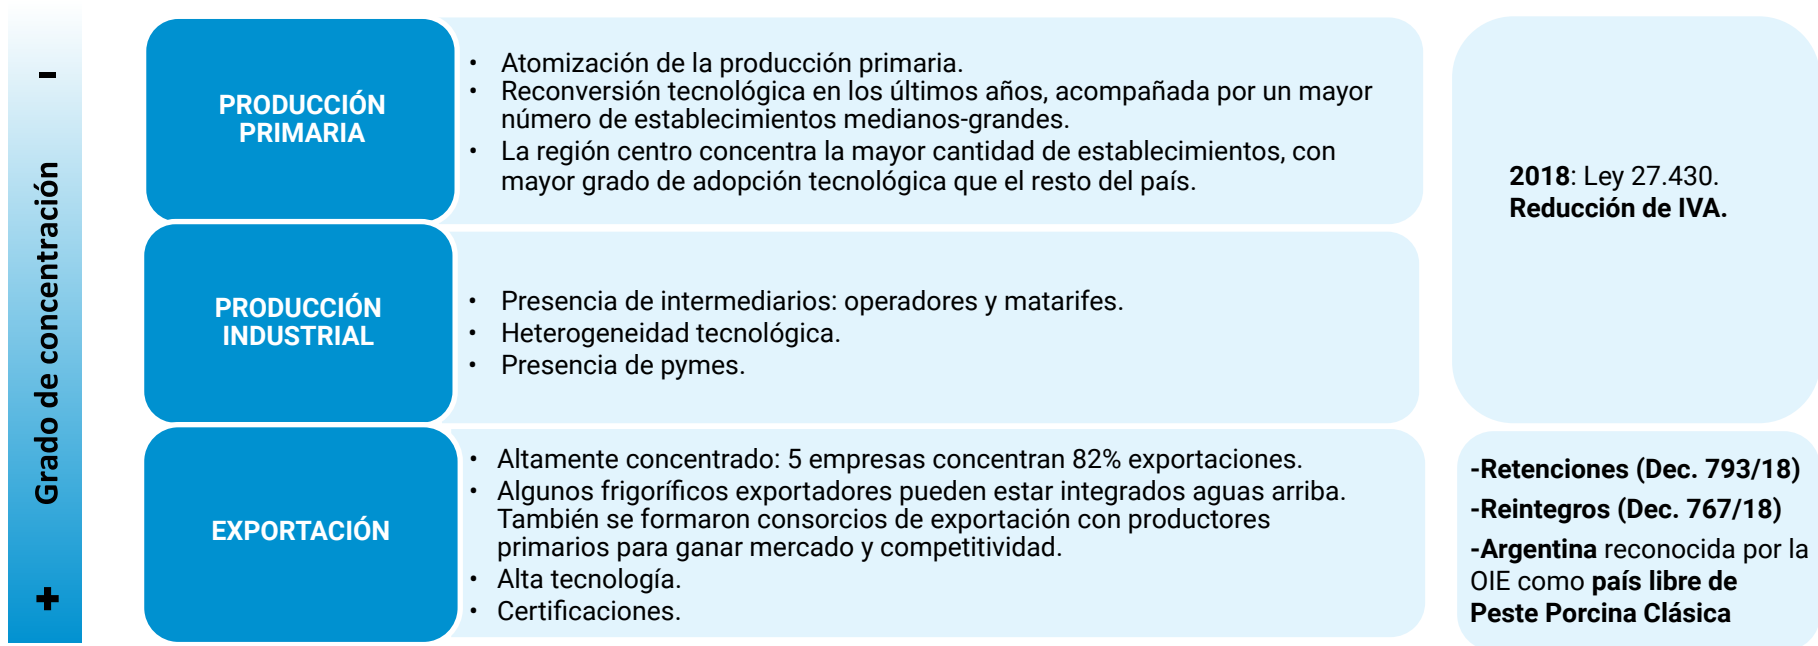 -
Grado de concentración
+
PRODUCCIÓN
PRIMARIA
• Atomización de la producción primaria.
• Reconversión tecnológica en los últimos años, acompañada por un mayor
número de establecimientos medianos-grandes.
• La región centro concentra la mayor cantidad de establecimientos, con
mayor grado de adopción tecnológica que el resto del país.
2018: Ley 27.430.
Reducción de IVA.
PRODUCCIÓN
INDUSTRIAL
• Presencia de intermediarios: operadores y matarifes.
• Heterogeneidad tecnológica.
• Presencia de pymes.
EXPORTACIÓN
• Altamente concentrado: 5 empresas concentran 82% exportaciones.
• Algunos frigoríficos exportadores pueden estar integrados aguas arriba.
También se formaron consorcios de exportación con productores
primarios para ganar mercado y competitividad.
• Alta tecnología.
• Certificaciones.
-Retenciones (Dec. 793/18)
-Reintegros (Dec. 767/18)
-Argentina reconocida por la
OIE como país libre de
Peste Porcina Clásica